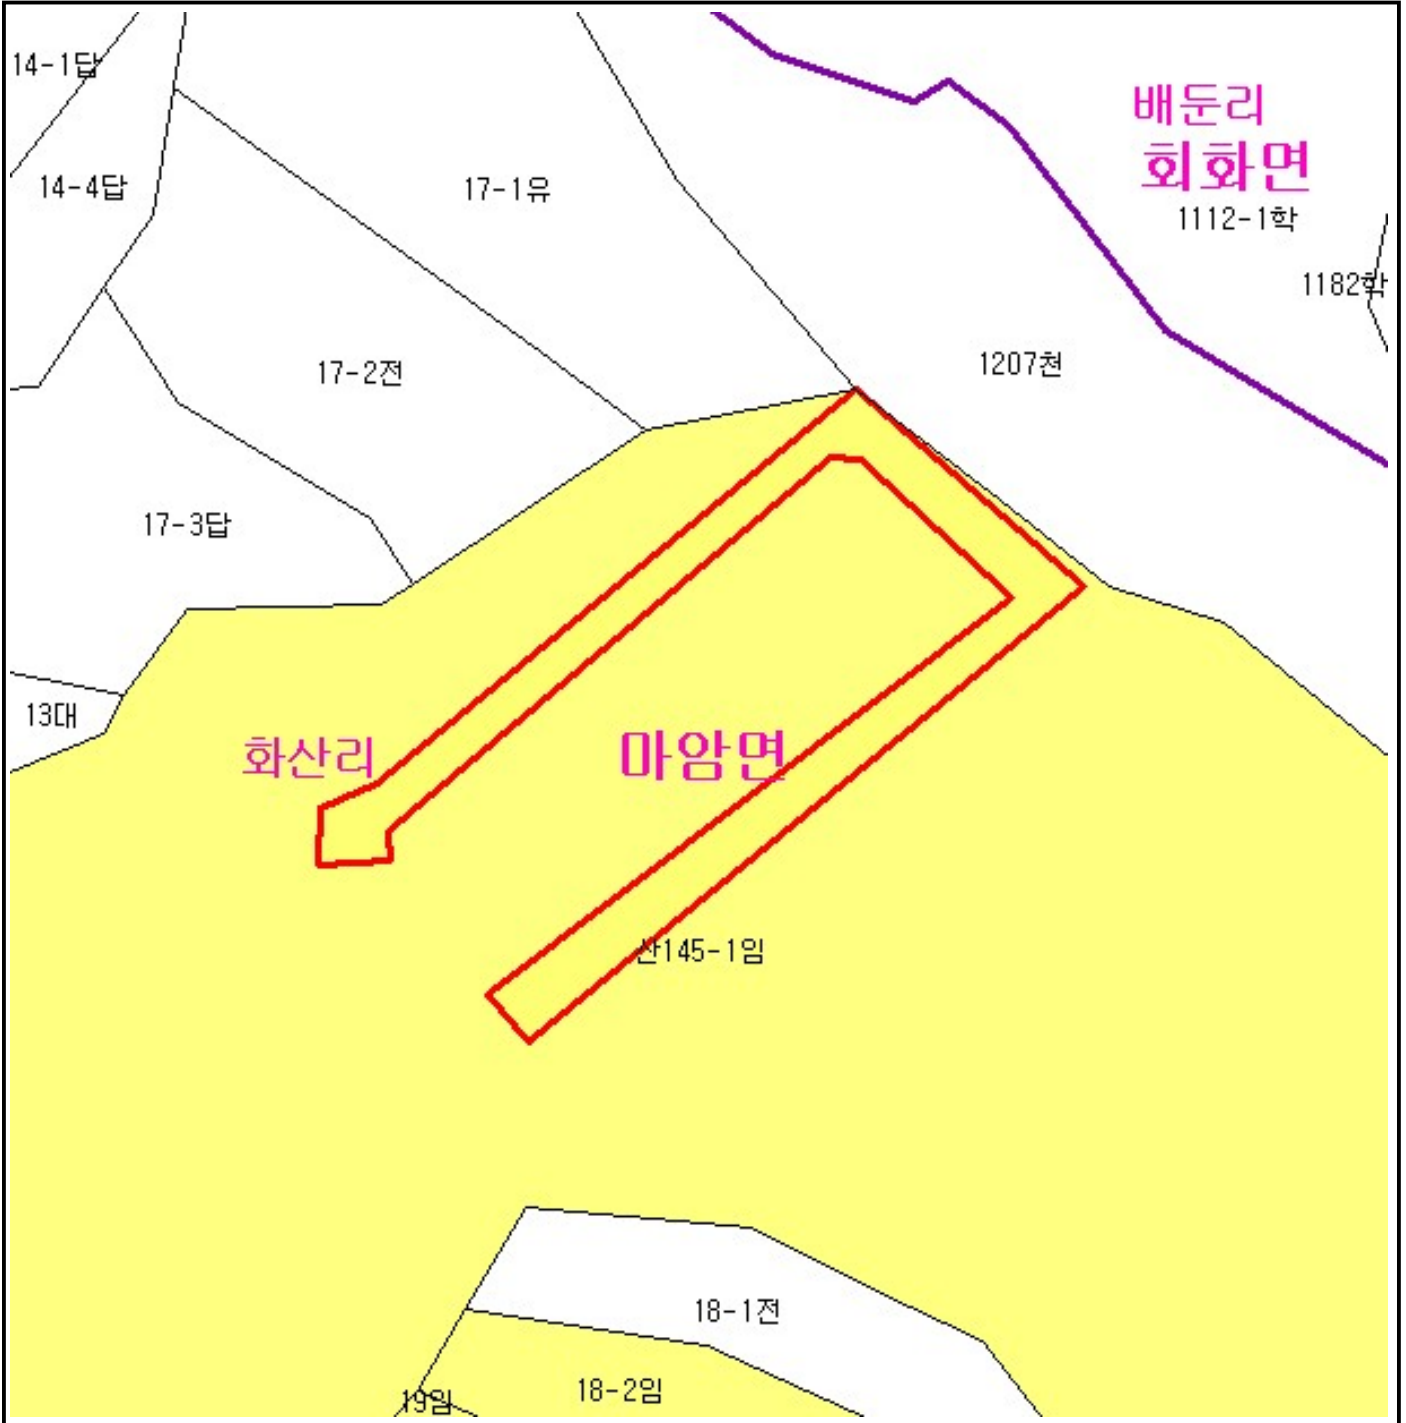 14-1답
배둔리
회화면
14-4답
17-1유
1112-1학
1182학
17-2전
1207천
17-3답
13대
화산리
마암면
산145-1임
18-1전
18-2임
19임